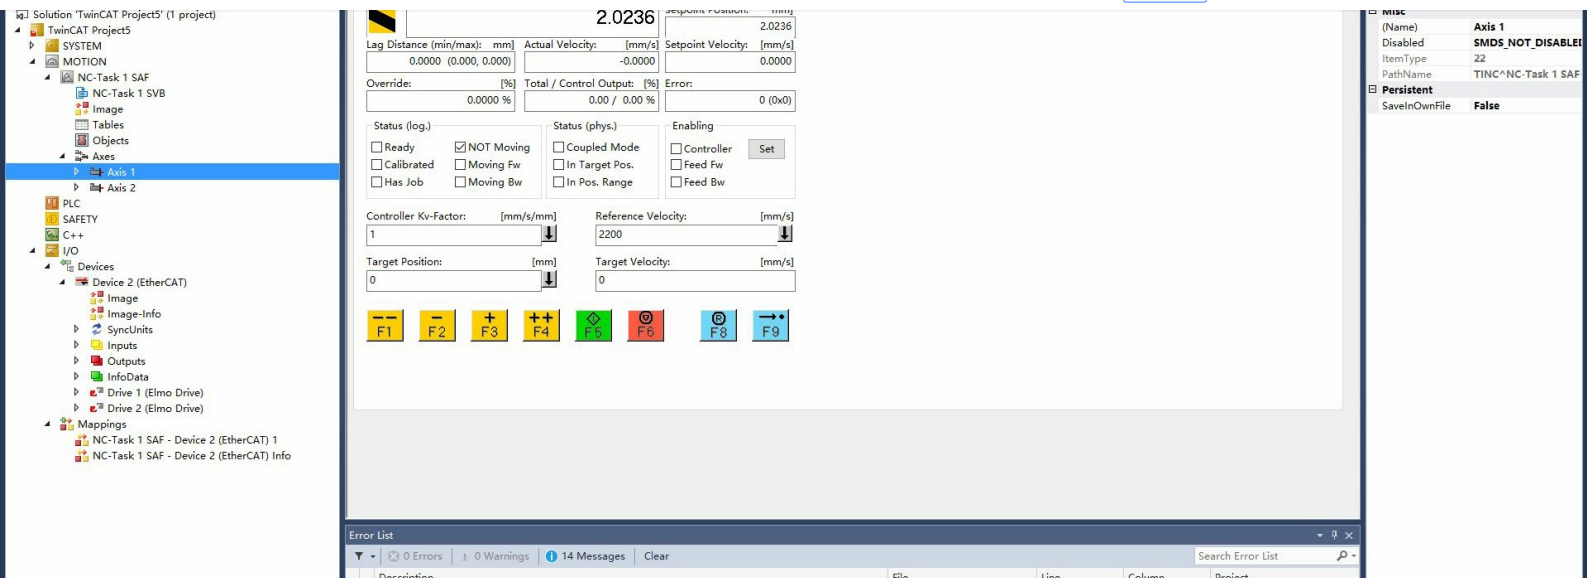 Solution 'TwinCAT Project5' (1 project)
TwinCAT Project5
SYSTEM
MOTION
NC-Task 1 SAF
NC-Task 1 SVB
Image
Tables
Objects
Axes
Axis 1
Axis 2
PLC
SAFETY
C++
I/O
Devices
Device 2 (EtherCAT)
Image
Image-Info
SyncUnits
Inputs
Outputs
InfoData
Drive 1 (Elmo Drive)
Drive 2 (Elmo Drive)
Mappings
NC-Task 1 SAF - Device 2 (EtherCAT) 1
NC-Task 1 SAF - Device 2 (EtherCAT) Info
2.0236
Setpoint Position: mm]
2.0236
Lag Distance (min/max): mm] Actual Velocity: [mm/s] Setpoint Velocity: [mm/s]
0.0000 (0.000, 0.000) -0.0000 0.0000
Override: [%] Total / Control Output: [%] Error:
0.0000 % 0.00 / 0.00 % 0 (0x0)
Status (log.) Status (phys.) Enabling
Ready NOT Moving Coupled Mode Controller Set
Calibrated Moving Fw In Target Pos. Feed Fw
Has Job Moving Bw In Pos. Range Feed Bw
Controller Kv-Factor: [mm/s/mm] Reference Velocity: [mm/s]
1 2200
Target Position: [mm] Target Velocity: [mm/s]
0 0
-- - + ++ R
F1 F2 F3 F4 F5 F6 F8 F9
Error List
0 Errors 0 Warnings 14 Messages Clear Search Error List
Description File Line Column Project
Misc
(Name) Axis 1
Disabled SMDS_NOT_DISABLED
ItemType 22
PathName TINC^NC-Task 1 SAF
Persistent
SaveInOwnFile False